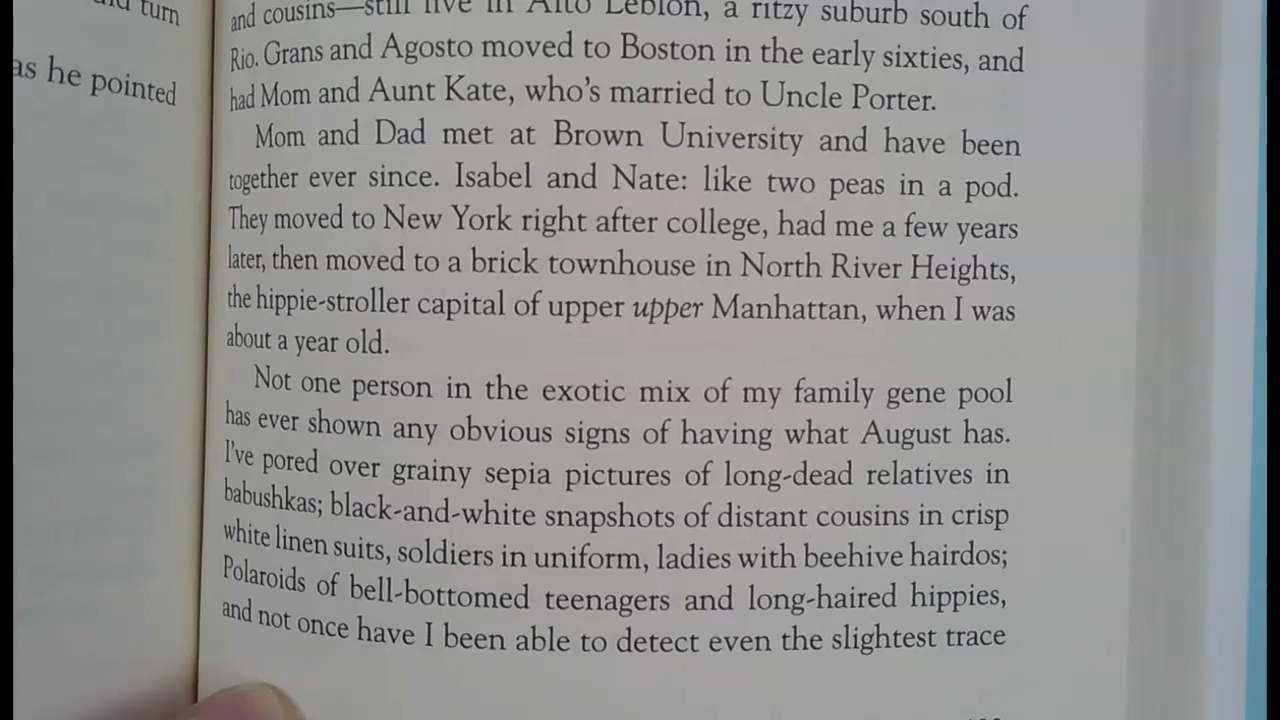 turn
as he pointed
and cousins—still live in Alto Leblon, a ritzy suburb south of
Rio. Grans and Agosto moved to Boston in the early sixties, and
had Mom and Aunt Kate, who's married to Uncle Porter.
Mom and Dad met at Brown University and have been
together ever since. Isabel and Nate: like two peas in a pod.
They moved to New York right after college, had me a few years
later, then moved to a brick townhouse in North River Heights,
the hippie-stroller capital of upper upper Manhattan, when I was
about a year old.
Not one person in the exotic mix of my family gene pool
has ever shown any obvious signs of having what August has.
I've pored over grainy sepia pictures of long-dead relatives in
babushkas; black-and-white snapshots of distant cousins in crisp
white linen suits, soldiers in uniform, ladies with beehive hairdos;
Polaroids of bell-bottomed teenagers and long-haired hippies,
and not once have I been able to detect even the slightest trace